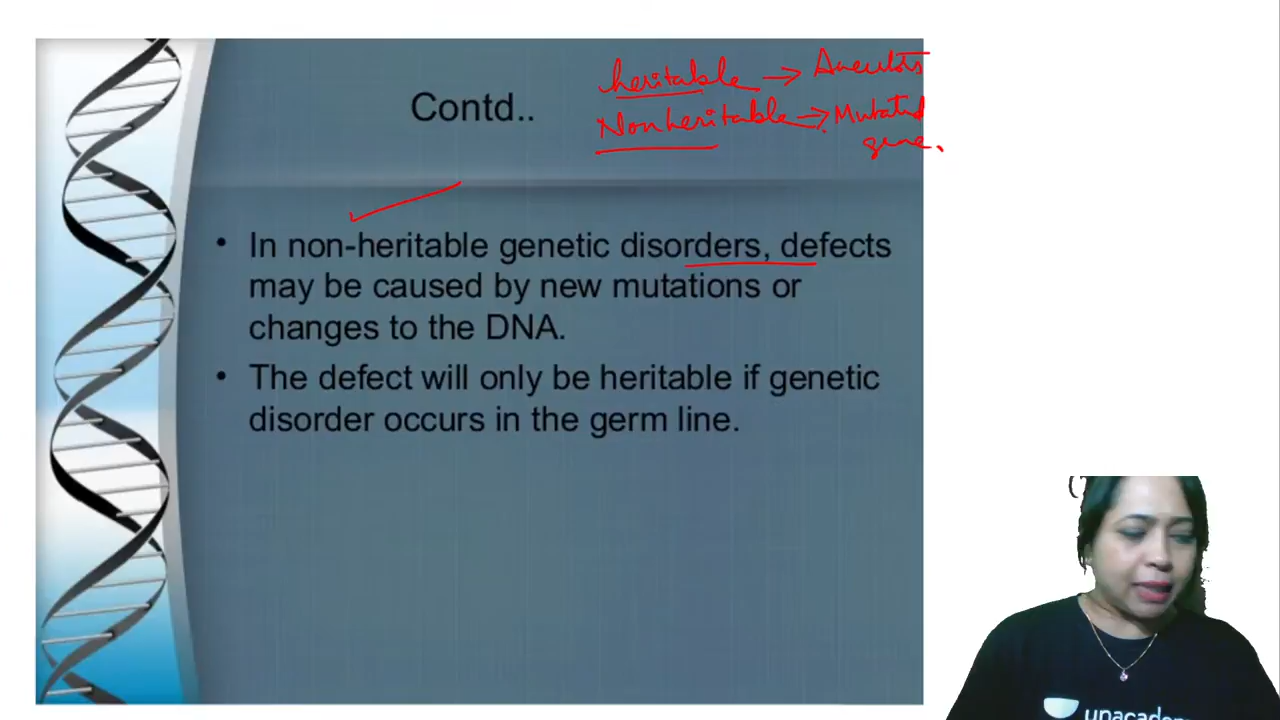 heritable → Ancestors
Contd..
Nonheritable → Mutated
gene.
• In non-heritable genetic disorders, defects
may be caused by new mutations or
changes to the DNA.
• The defect will only be heritable if genetic
disorder occurs in the germ line.
unacademy